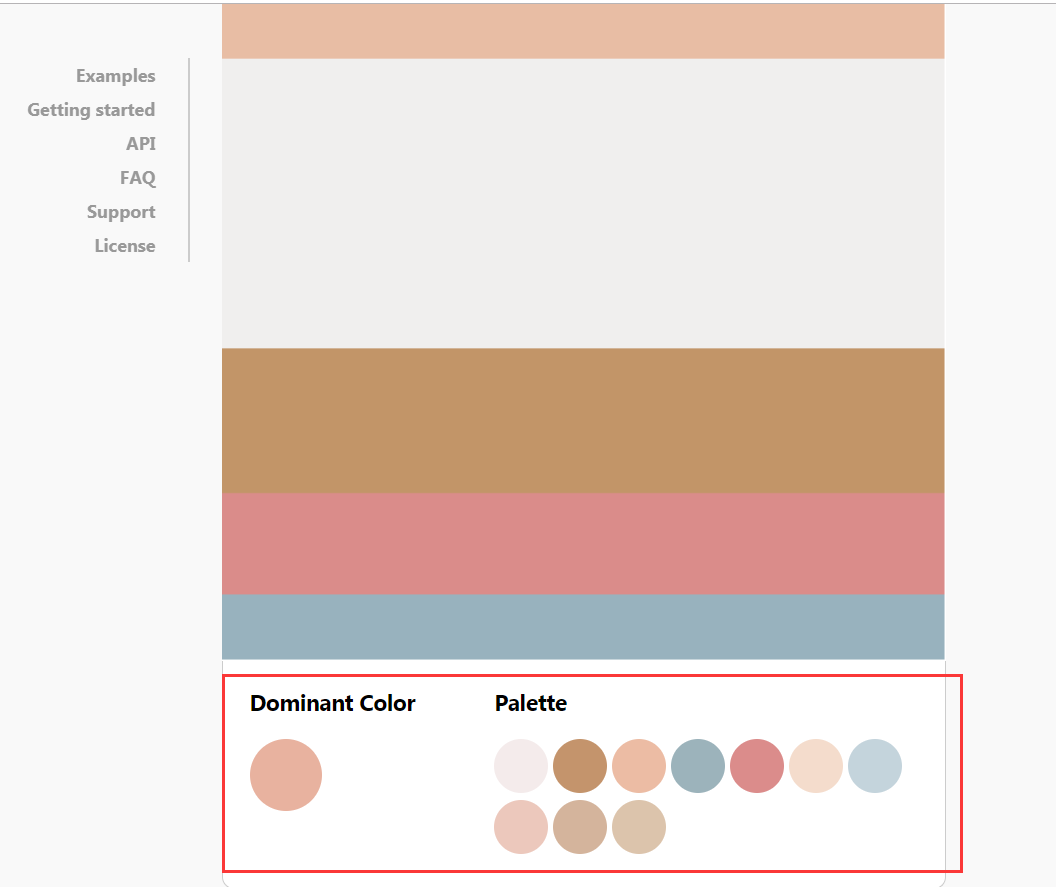 Examples
Getting started
API
FAQ
Support
License
Dominant Color
Palette